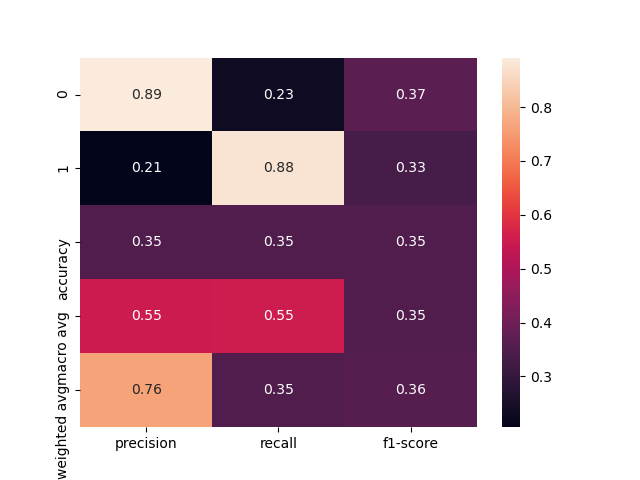 0 0.89 0.23 0.37
1 0.21 0.88 0.33
accuracy 0.35 0.35 0.35
macro avg 0.55 0.55 0.35
weighted avg 0.76 0.35 0.36
precision recall f1-score
0.8
0.7
0.6
0.5
0.4
0.3